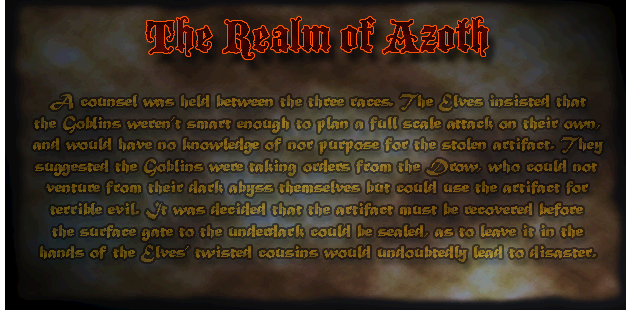 The Realm of Azoth
A counsel was held between the three races. The Elves insisted that
the Goblins weren't smart enough to plan a full scale attack on their own,
and would have no knowledge of nor purpose for the stolen artifact. They
suggested the Goblins were taking orders from the Drow, who could not
venture from their dark abyss themselves but could use the artifact for
terrible evil. It was decided that the artifact must be recovered before
the surface gate to the underdark could be sealed, as to leave it in the
hands of the Elves' twisted cousins would undoubtedly lead to disaster.